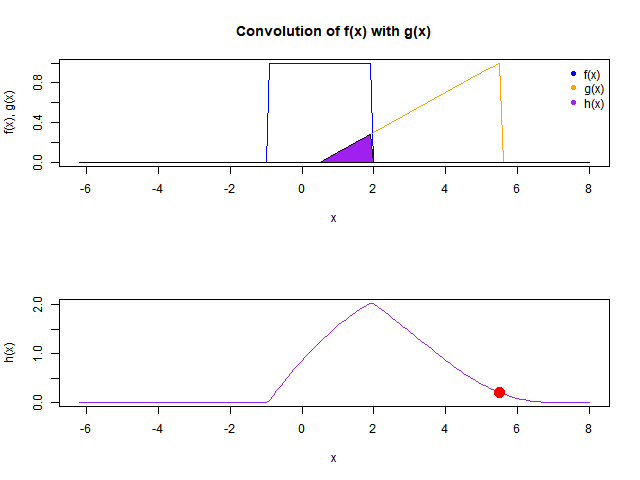 Convolution of f(x) with g(x)
f(x), g(x)
0.0 0.4 0.8
f(x)
g(x)
h(x)
-6 -4 -2 0 2 4 6 8
x
h(x)
0.0 1.0 2.0
-6 -4 -2 0 2 4 6 8
x